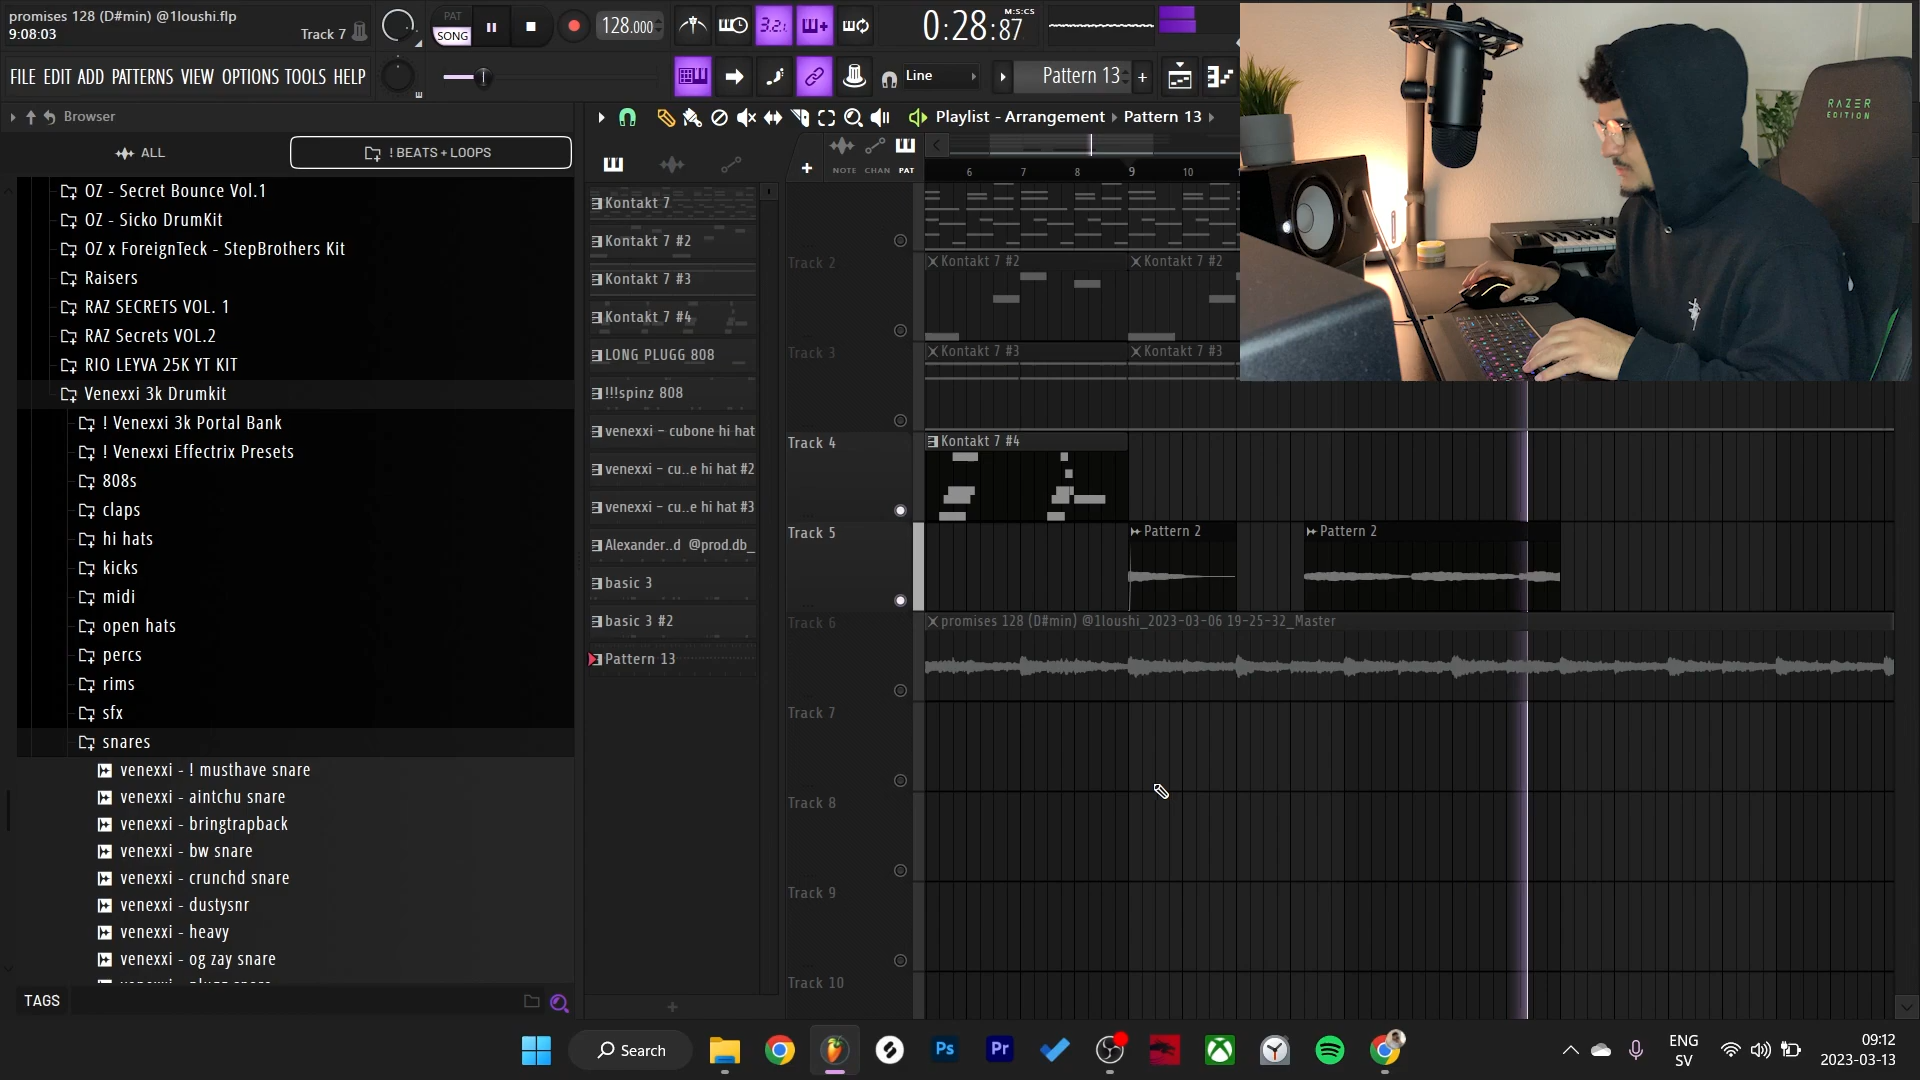 promises 128 (D#min) @1loushi.flp
9:08:03
Track 7
PAT
SONG
128.000
3.2.1
0:28:87
M:S:CS
FILE EDIT ADD PATTERNS VIEW OPTIONS TOOLS HELP
Line
Pattern 13
Browser
Playlist - Arrangement
Pattern 13
ALL
! BEATS + LOOPS
NOTE CHAN PAT
6 7 8 9 10
OZ - Secret Bounce Vol.1
OZ - Sicko DrumKit
OZ x ForeignTeck - StepBrothers Kit
Raisers
RAZ SECRETS VOL. 1
RAZ Secrets VOL.2
RIO LEYVA 25K YT KIT
Venexxi 3k Drumkit
! Venexxi 3k Portal Bank
! Venexxi Effectrix Presets
808s
claps
hi hats
kicks
midi
open hats
percs
rims
sfx
snares
venexxi - ! musthave snare
venexxi - aintchu snare
venexxi - bringtrapback
venexxi - bw snare
venexxi - crunchd snare
venexxi - dustysnr
venexxi - heavy
venexxi - og zay snare
TAGS
Kontakt 7
Kontakt 7 #2
Kontakt 7 #3
Kontakt 7 #4
LONG PLUGG 808
!!!spinz 808
venexxi - cubone hi hat
venexxi - cu..e hi hat #2
venexxi - cu..e hi hat #3
Alexander..d @prod.db_
basic 3
basic 3 #2
Pattern 13
Track 2
Kontakt 7 #2
Kontakt 7 #2
Track 3
Kontakt 7 #3
Kontakt 7 #3
Track 4
Kontakt 7 #4
Track 5
Pattern 2
Pattern 2
Track 6
promises 128 (D#min) @1loushi_2023-03-06 19-25-32_Master
Track 7
Track 8
Track 9
Track 10
RAZER
EDITION
Search
Ps
Pr
ENG
SV
09:12
2023-03-13